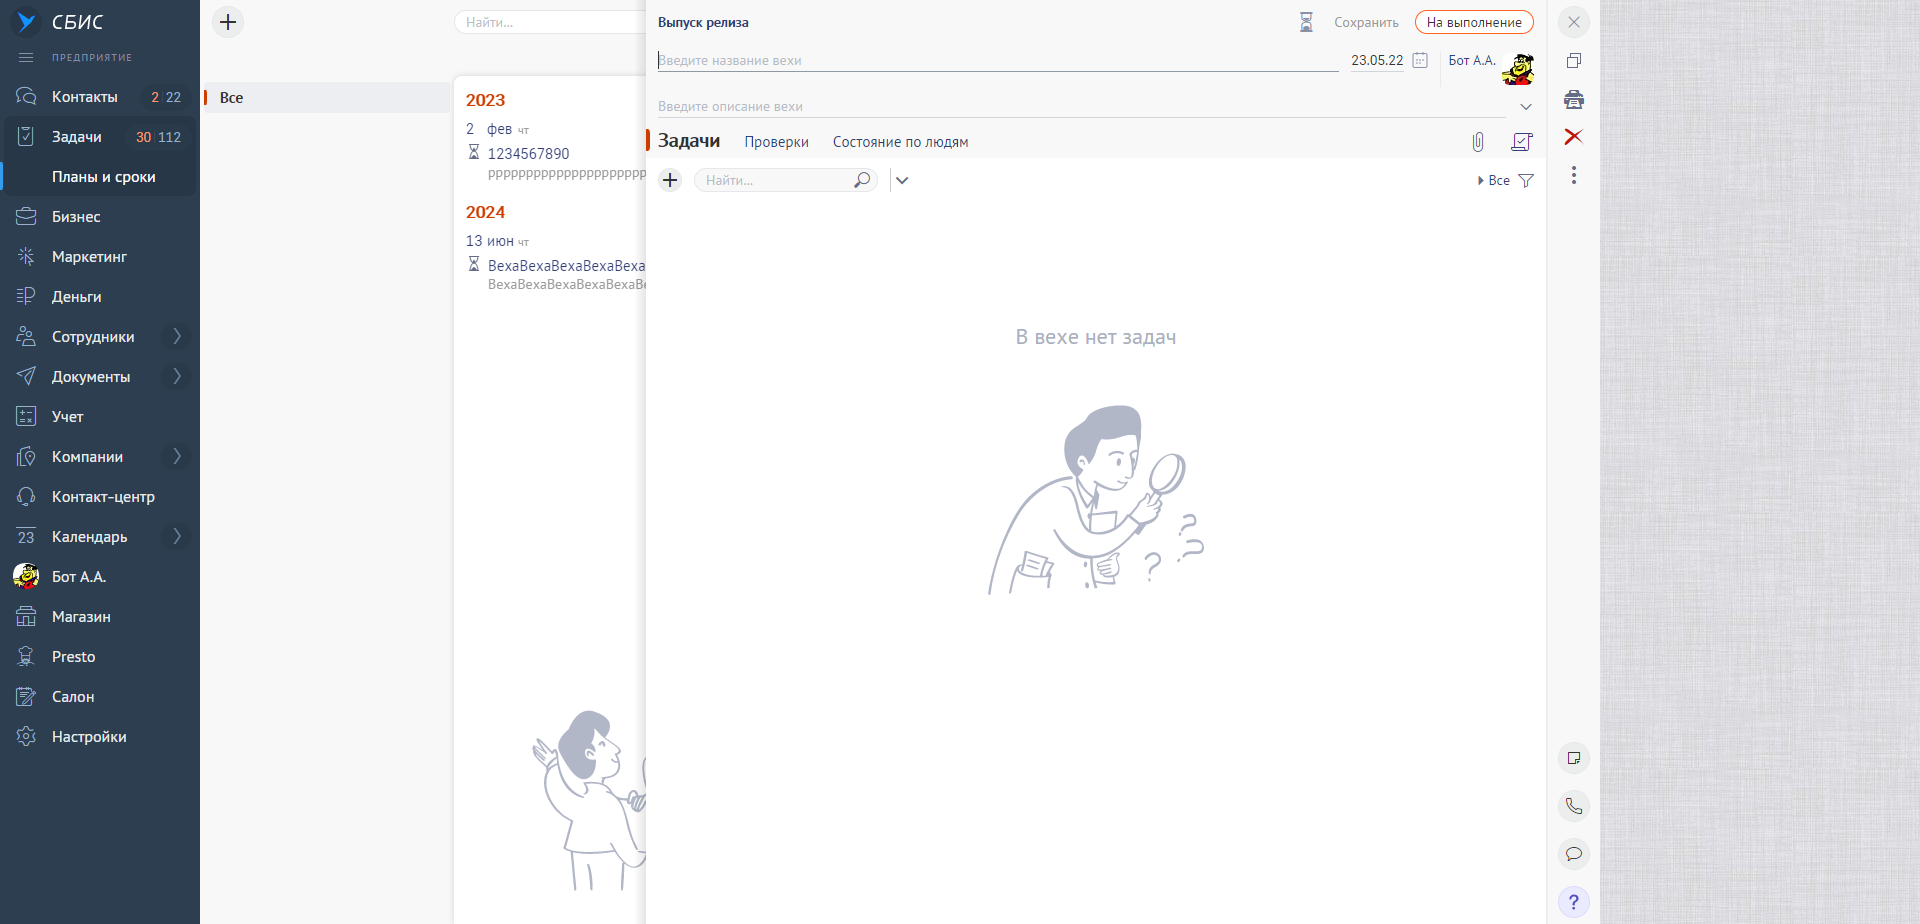 СБИС
ПРЕДПРИЯТИЕ
Контакты 2 22
Задачи 30 112
Планы и сроки
Бизнес
Маркетинг
Деньги
Сотрудники
Документы
Учет
Компании
Контакт-центр
23 Календарь
Бот А.А.
Магазин
Presto
Салон
Настройки
Найти...
Все
2023
2 фев чт
1234567890
2024
13 июн чт
ВехаВехаВехаВехаВеха
Выпуск релиза
Сохранить
На выполнение
Введите название вехи
23.05.22
Бот А.А.
Введите описание вехи
Задачи
Проверки
Состояние по людям
Найти...
Все
В вехе нет задач
?